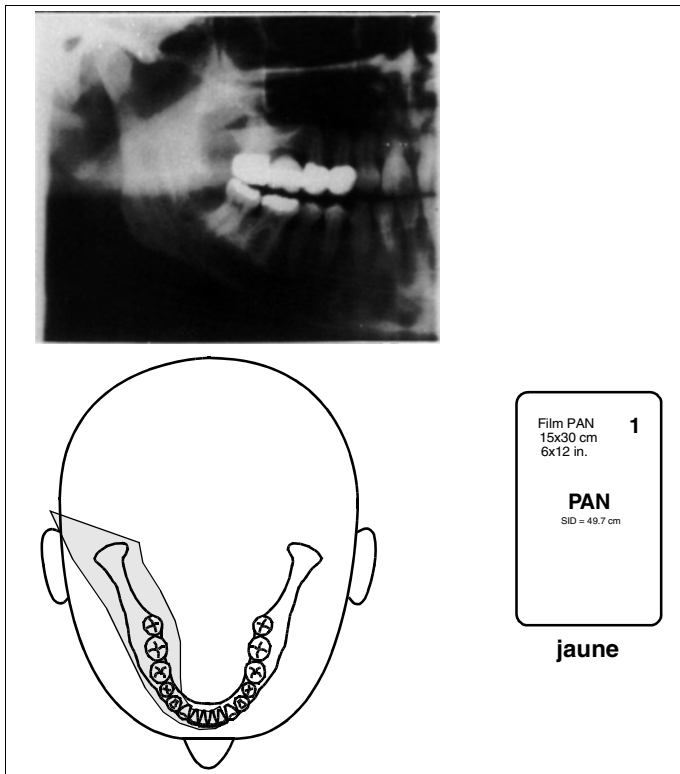 Film PAN 1
15x30 cm
6x12 in.
PAN
SID = 49.7 cm
jaune